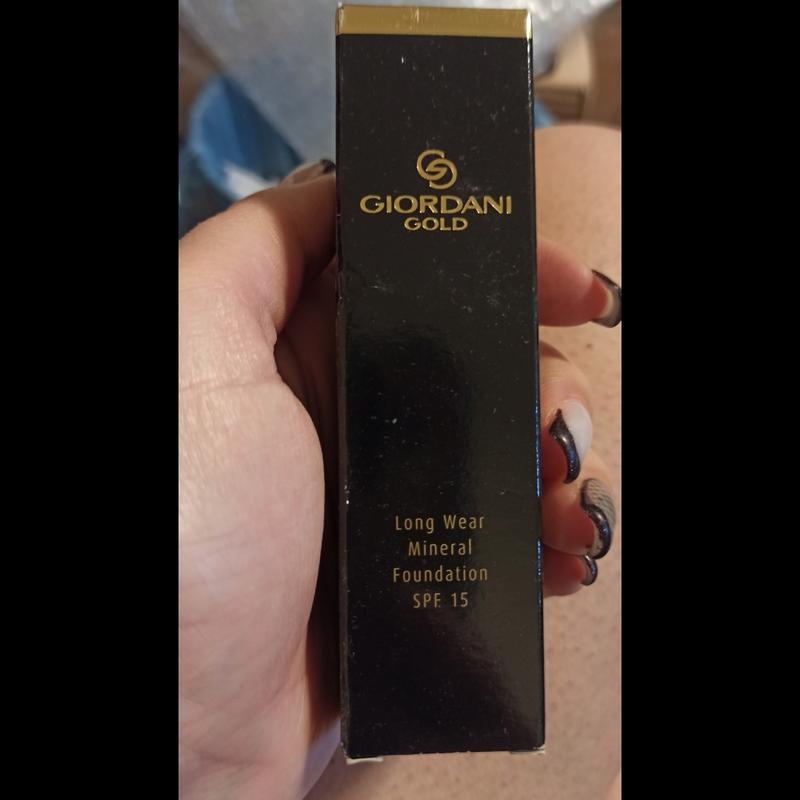 GIORDANI
GOLD
Long Wear
Mineral
Foundation
SPF 15